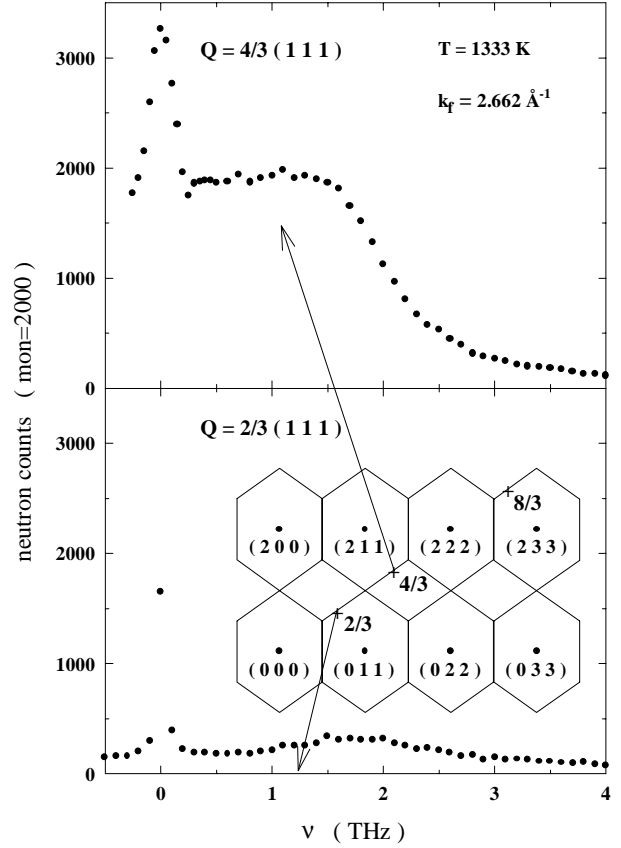 3000
2000
1000
0
Q = 4/3 ( 1 1 1 )
T = 1333 K
k_f = 2.662 Å⁻¹
neutron counts ( mon=2000 )
3000
2000
1000
0
Q = 2/3 ( 1 1 1 )
8/3
( 2 0 0 ) ( 2 1 1 ) ( 2 2 2 ) ( 2 3 3 )
4/3
2/3
( 0 0 0 ) ( 0 1 1 ) ( 0 2 2 ) ( 0 3 3 )
0 1 2 3 4
ν ( THz )